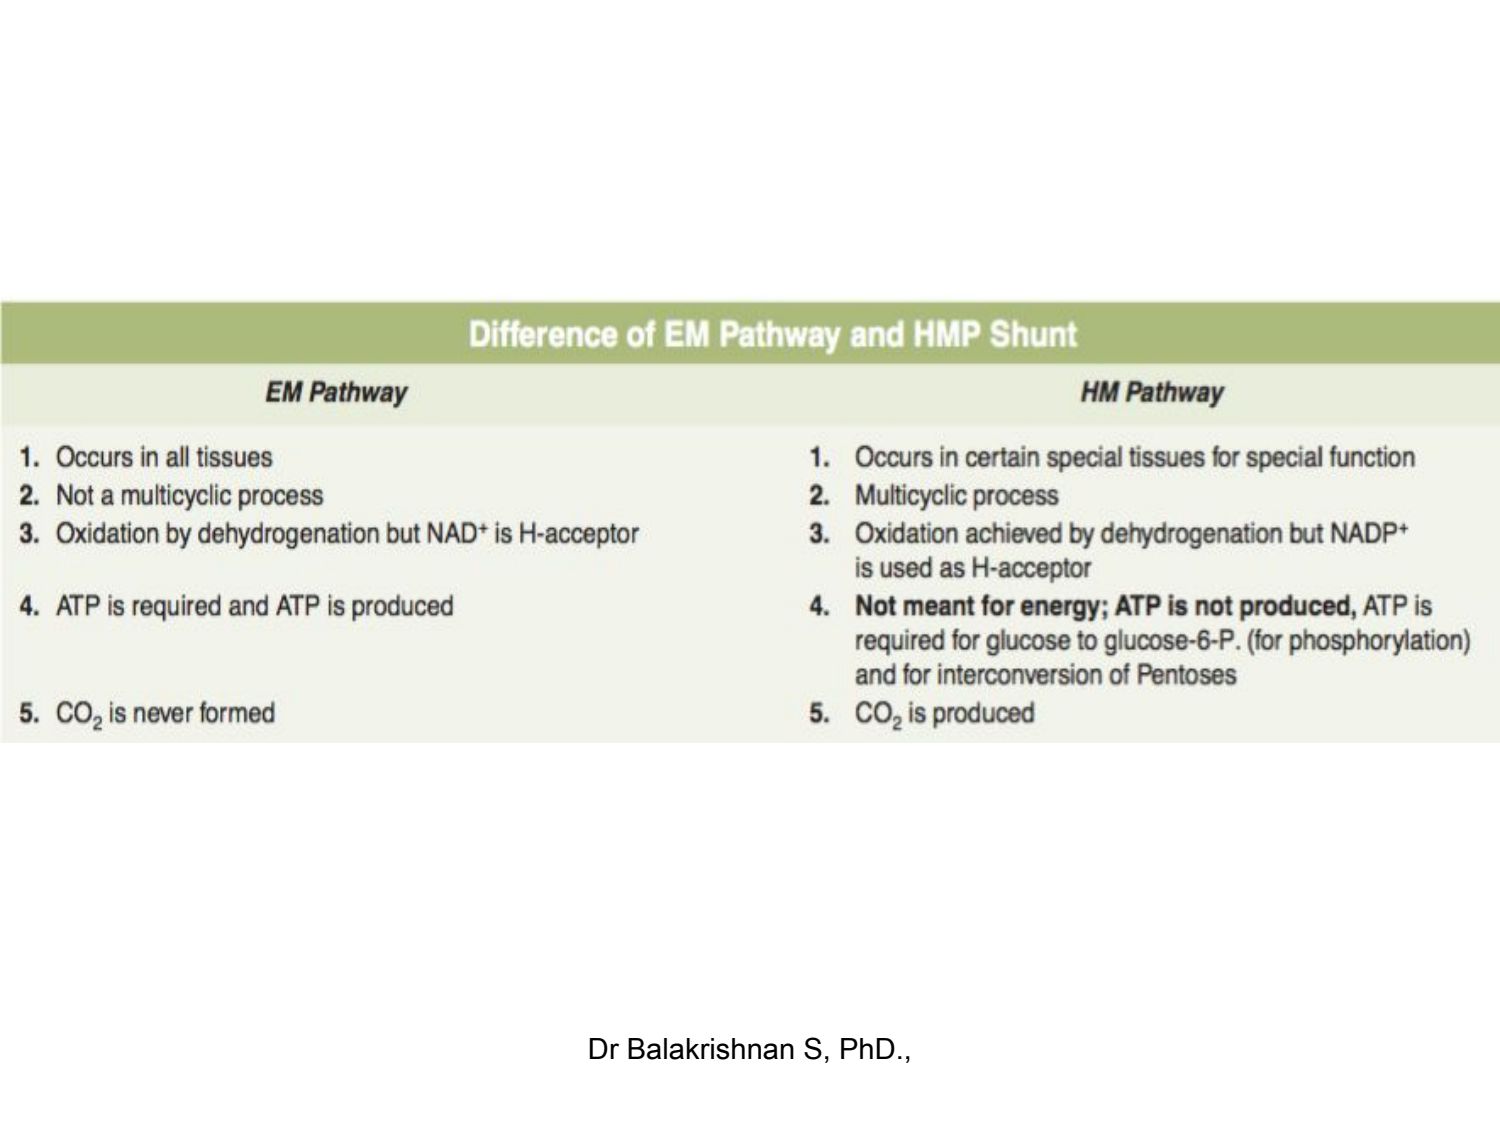 Difference of EM Pathway and HMP Shunt
EM Pathway
HM Pathway
1. Occurs in all tissues
2. Not a multicyclic process
3. Oxidation by dehydrogenation but NAD⁺ is H-acceptor
4. ATP is required and ATP is produced
5. CO₂ is never formed
1. Occurs in certain special tissues for special function
2. Multicyclic process
3. Oxidation achieved by dehydrogenation but NADP⁺
is used as H-acceptor
4. Not meant for energy; ATP is not produced, ATP is
required for glucose to glucose-6-P. (for phosphorylation)
and for interconversion of Pentoses
5. CO₂ is produced
Dr Balakrishnan S, PhD.,